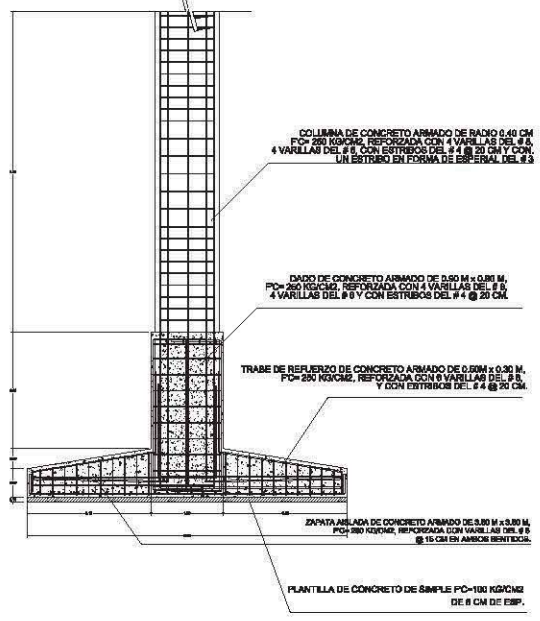 COLUMNA DE CONCRETO ARMADO DE RADIO 0.40 CM
F'C= 250 KG/CM2, REFORZADA CON 4 VARILLAS DEL # 8,
4 VARILLAS DEL # 6, CON ESTRIBOS DEL # 4 @ 20 CM Y CON
UN ESTRIBO EN FORMA DE ESPERIAL DEL # 3
DADO DE CONCRETO ARMADO DE 0.90 M x 0.90 M,
F'C= 250 KG/CM2, REFORZADA CON 4 VARILLAS DEL # 8,
4 VARILLAS DEL # 6 Y CON ESTRIBOS DEL # 4 @ 20 CM.
TRABE DE REFUERZO DE CONCRETO ARMADO DE 0.50M x 0.30 M,
F'C= 250 KG/CM2, REFORZADA CON 6 VARILLAS DEL # 8,
Y CON ESTRIBOS DEL # 4 @ 20 CM.
ZAPATA AISLADA DE CONCRETO ARMADO DE
F'C= 250 KG/CM2, REFORZADA CON VARILLAS DEL #
@ 15 CM EN AMBOS SENTIDOS.
PLANTILLA DE CONCRETO DE SIMPLE F'C=100 KG/CM2
DE 5 CM DE ESP.